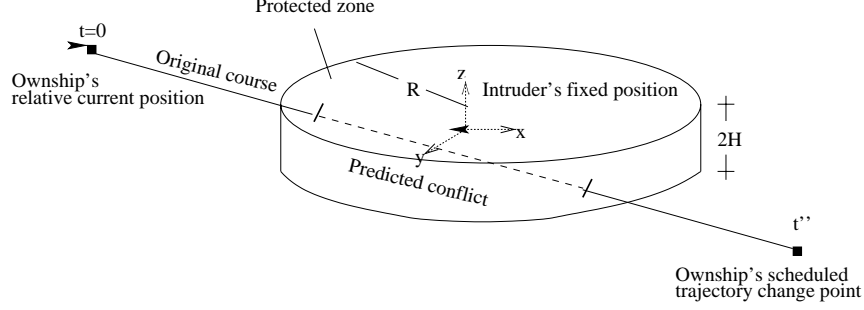 Protected zone
t=0
Original course
Ownship's
relative current position
R
z
Intruder's fixed position
x
y
2H
Predicted conflict
t''
Ownship's scheduled
trajectory change point